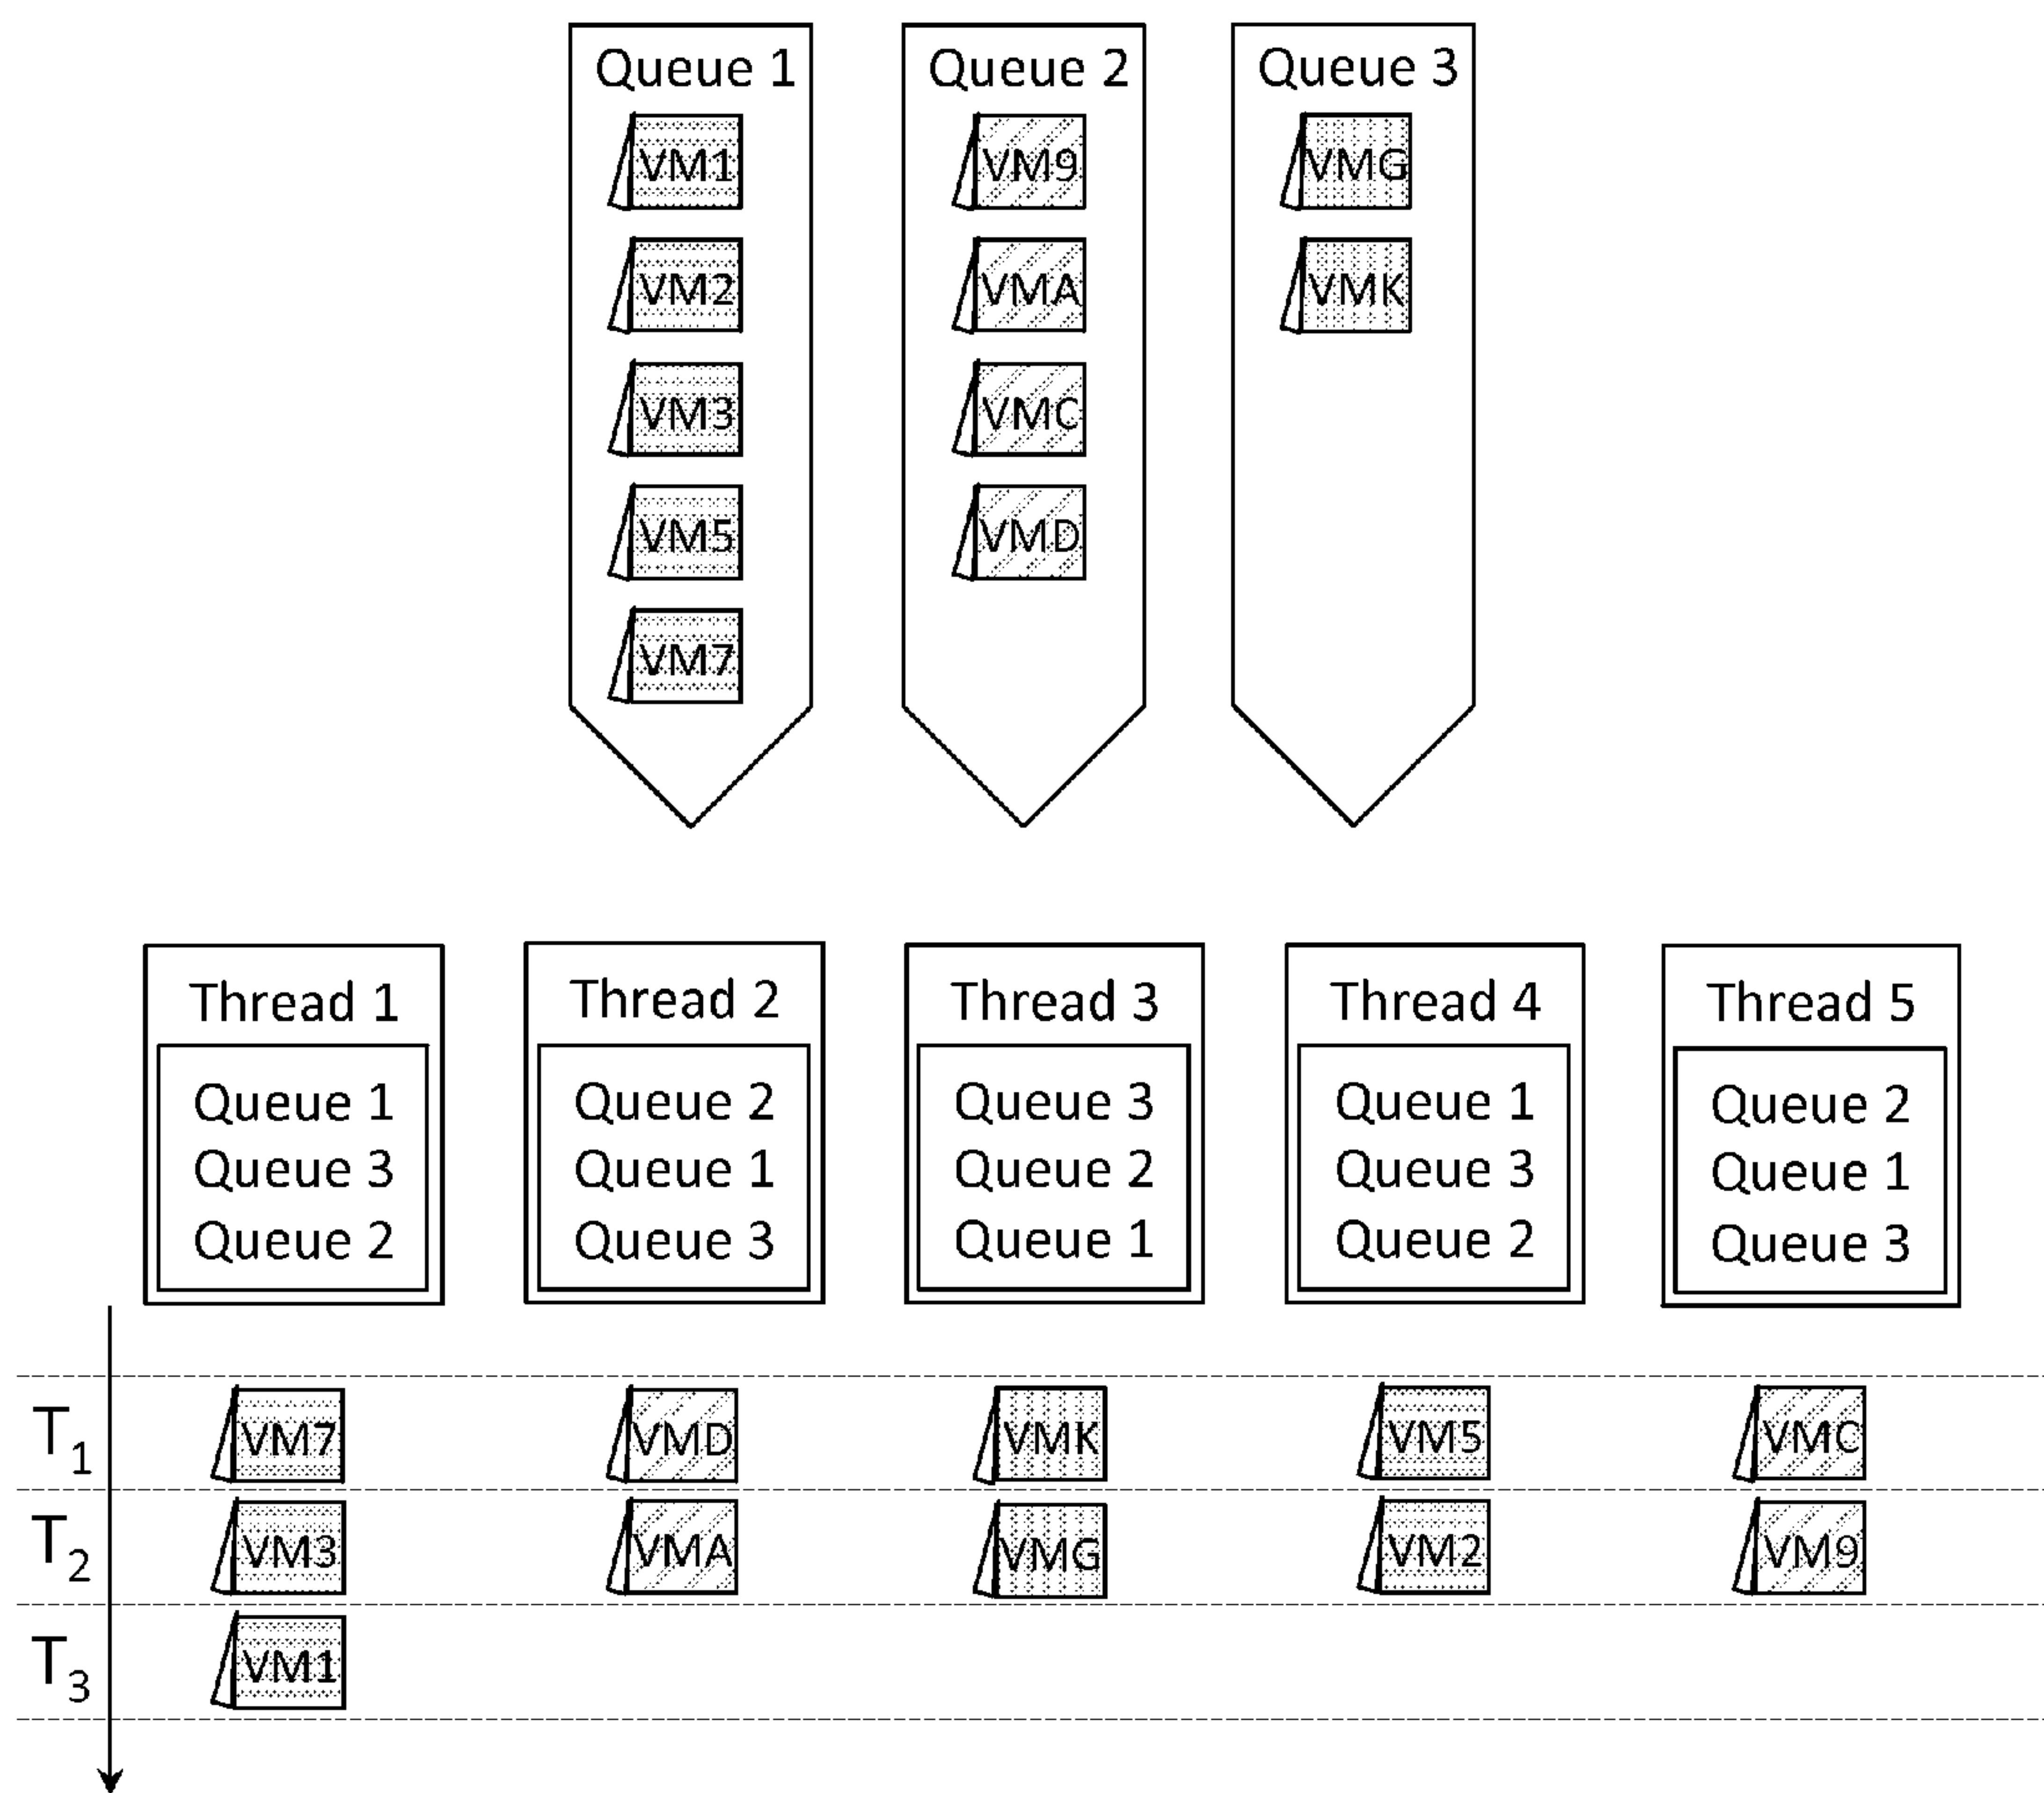 Queue 1 Queue 2 Queue 3
VM1 VM9 VMG
VM2 VMA VMK
VM3 VMC
VM5 VMD
VM7
Thread 1 Thread 2 Thread 3 Thread 4 Thread 5
Queue 1 Queue 2 Queue 3 Queue 1 Queue 2
Queue 3 Queue 1 Queue 2 Queue 3 Queue 1
Queue 2 Queue 3 Queue 1 Queue 2 Queue 3
T1 VM7 VMD VMK VM5 VMC
T2 VM3 VMA VMG VM2 VM9
T3 VM1